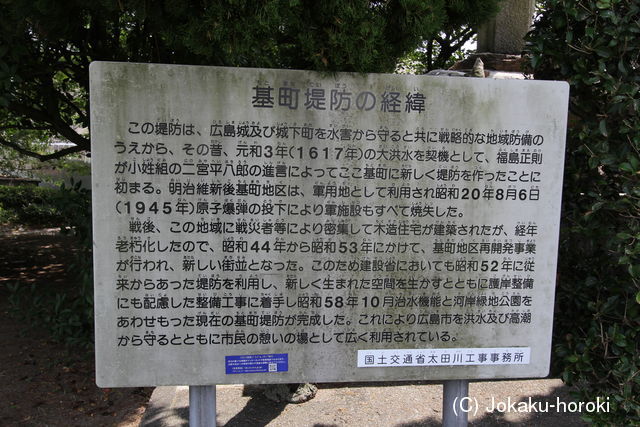 基町堤防の経緯
この堤防は、広島城及び城下町を水害から守ると共に戦略的な地域防備の
うえから、その昔、元和3年(1617年)の大洪水を契機として、福島正則
が小姓組の二宮平八郎の進言によってここ基町に新しく堤防を作ったことに
初まる。明治維新後基町地区は、軍用地として利用され昭和20年8月6日
(1945年)原子爆弾の投下により軍施設もすべて焼失した。
戦後、この地域に戦災者等によって密集して木造住宅が建築されたが、経年
老朽化したので、昭和44年から昭和53年にかけて、基町地区再開発事業
が行われ、新しい街並となった。このため建設省においても昭和52年に従
来からあった堤防を利用し、新しく生まれた空間を生かすとともに護岸整備
にも配慮した整備工事に着手し昭和58年10月治水機能と河岸緑地公園を
あわせもった現在の基町堤防が完成した。これにより広島市を洪水及び高潮
から守るとともに市民の憩いの場として広く利用されている。
国土交通省太田川工事事務所
(C) Jokaku-horoki